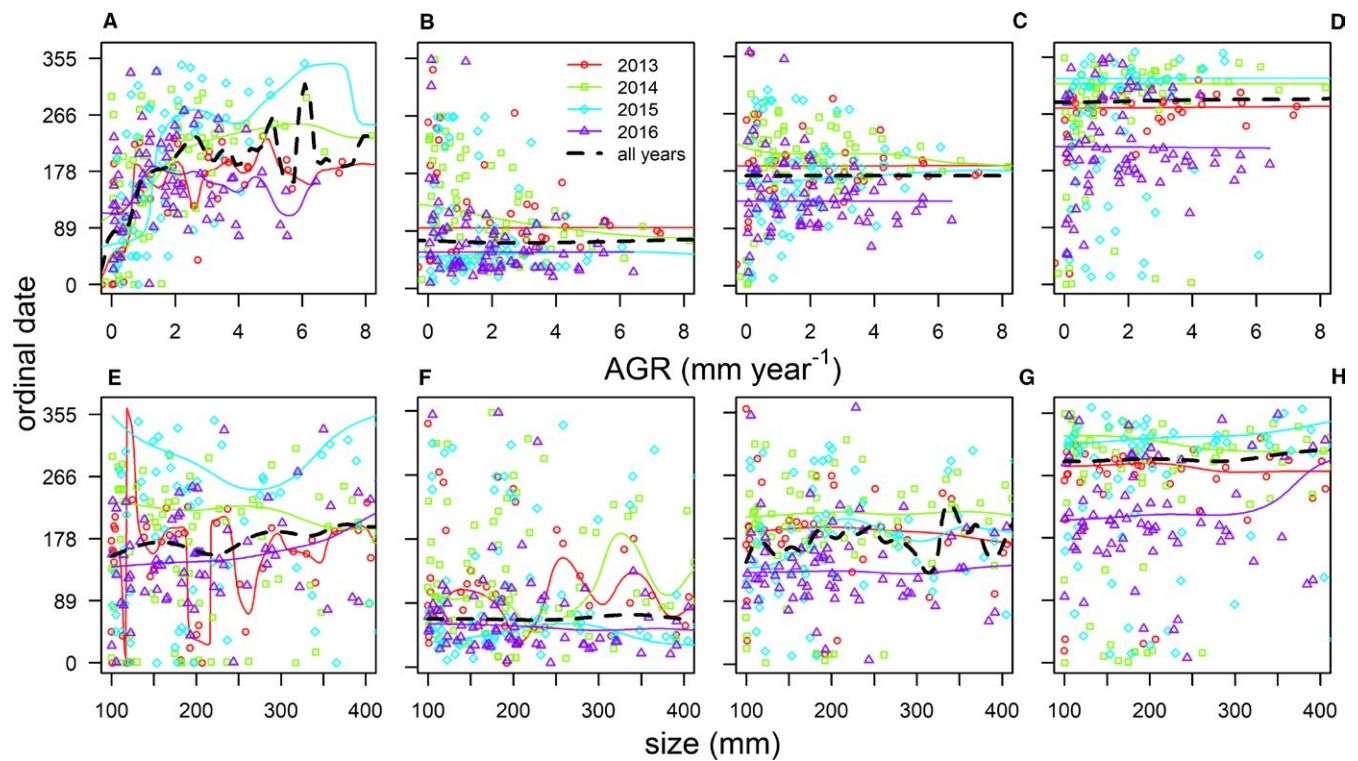 A B C D
355
266
178
89
0
2013
2014
2015
2016
all years
0 2 4 6 8 0 2 4 6 8 0 2 4 6 8 0 2 4 6 8
ordinal date
AGR (mm year⁻¹)
E F G H
355
266
178
89
0
100 200 300 400 100 200 300 400 100 200 300 400 100 200 300 400
size (mm)